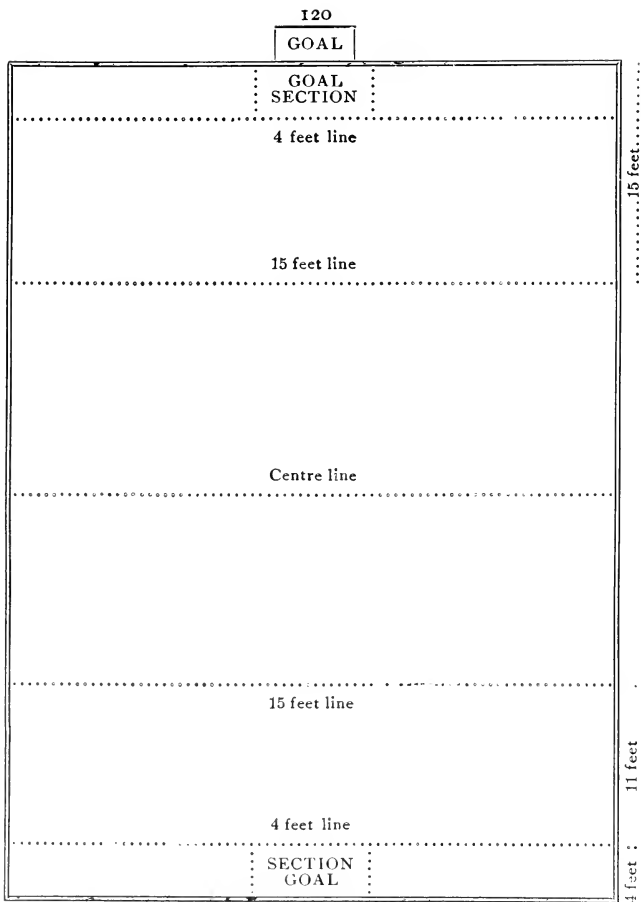 120
GOAL
GOAL
SECTION
4 feet line
15 feet
15 feet line
Centre line
15 feet line
11 feet
4 feet line
SECTION
GOAL
4 feet